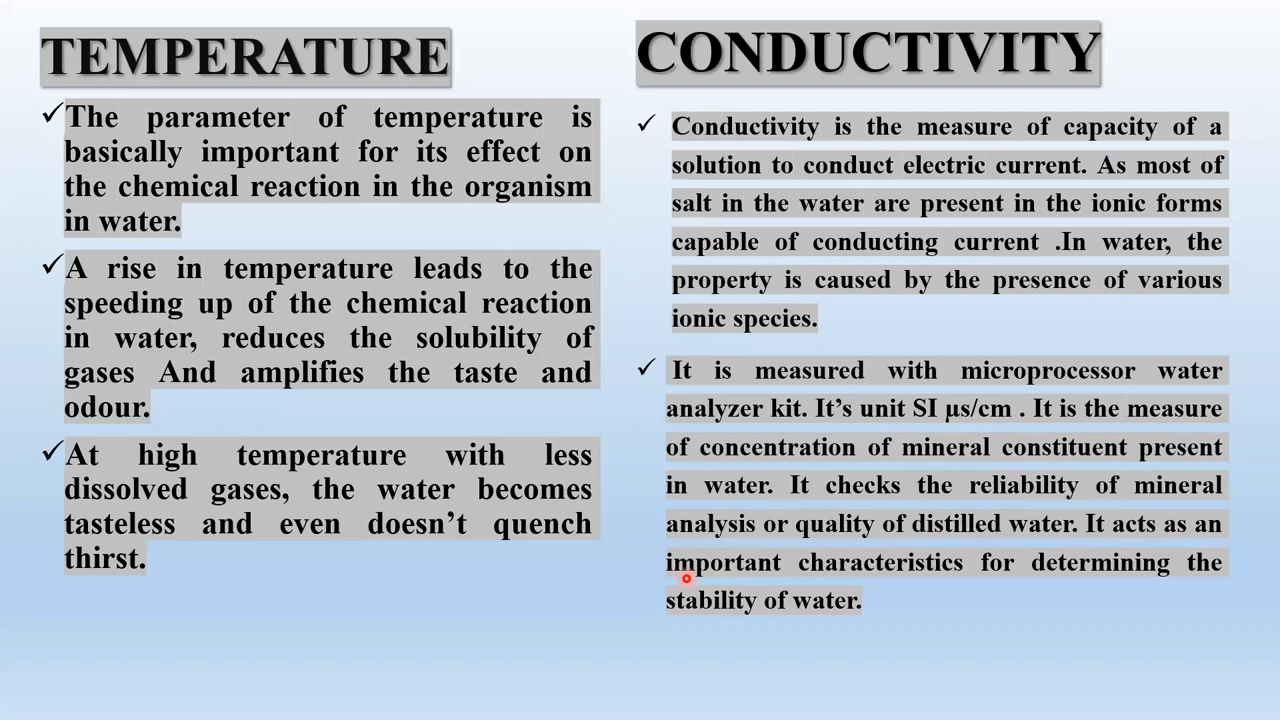 TEMPERATURE
The parameter of temperature is
basically important for its effect on
the chemical reaction in the organism
in water.
A rise in temperature leads to the
speeding up of the chemical reaction
in water, reduces the solubility of
gases And amplifies the taste and
odour.
At high temperature with less
dissolved gases, the water becomes
tasteless and even doesn’t quench
thirst.
CONDUCTIVITY
Conductivity is the measure of capacity of a
solution to conduct electric current. As most of
salt in the water are present in the ionic forms
capable of conducting current .In water, the
property is caused by the presence of various
ionic species.
It is measured with microprocessor water
analyzer kit. It’s unit SI μs/cm . It is the measure
of concentration of mineral constituent present
in water. It checks the reliability of mineral
analysis or quality of distilled water. It acts as an
important characteristics for determining the
stability of water.